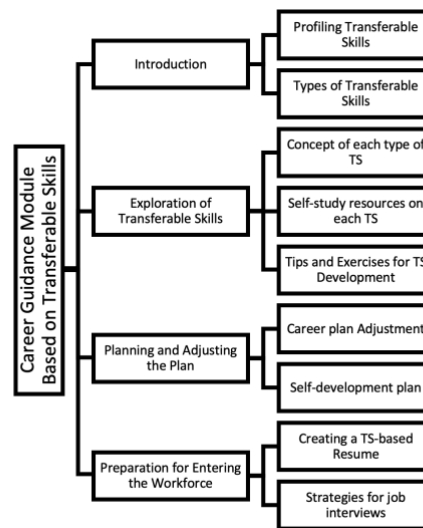 Career Guidance Module
Based on Transferable Skills
Introduction
Profiling Transferable
Skills
Types of Transferable
Skills
Exploration of
Transferable Skills
Concept of each type of
TS
Self-study resources on
each TS
Tips and Exercises for TS
Development
Planning and Adjusting
the Plan
Career plan Adjustment
Self-development plan
Preparation for Entering
the Workforce
Creating a TS-based
Resume
Strategies for job
interviews